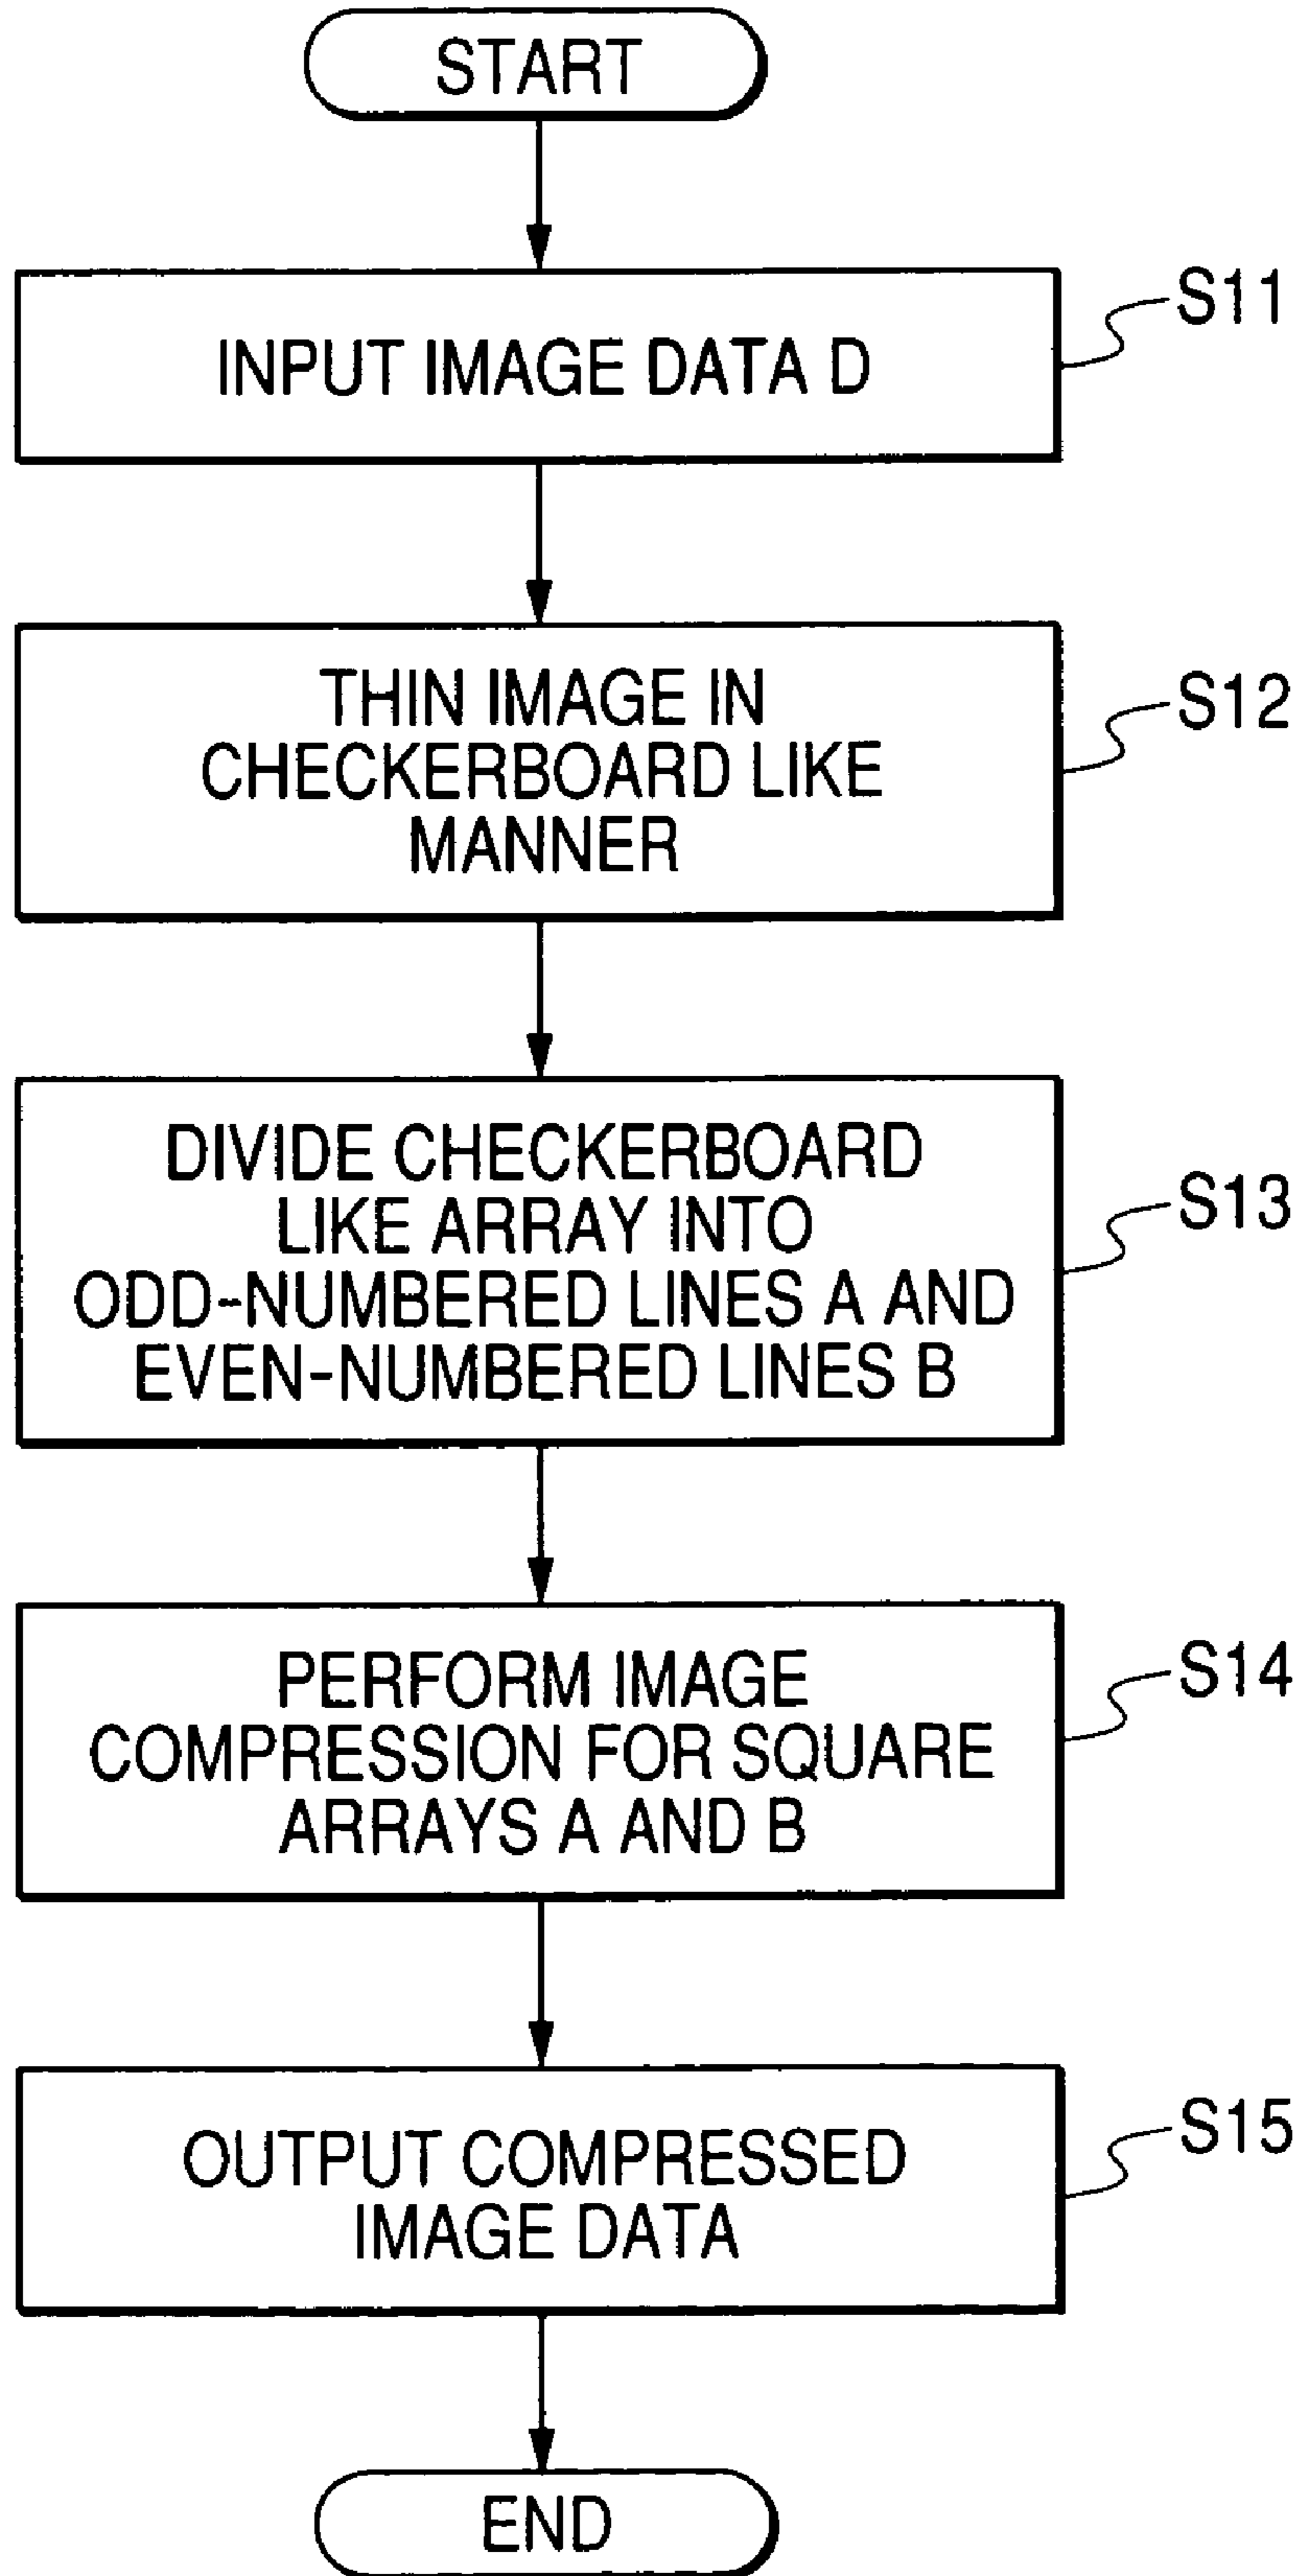 START
INPUT IMAGE DATA D
S11
THIN IMAGE IN
CHECKERBOARD LIKE
MANNER
S12
DIVIDE CHECKERBOARD
LIKE ARRAY INTO
ODD-NUMBERED LINES A AND
EVEN-NUMBERED LINES B
S13
PERFORM IMAGE
COMPRESSION FOR SQUARE
ARRAYS A AND B
S14
OUTPUT COMPRESSED
IMAGE DATA
S15
END